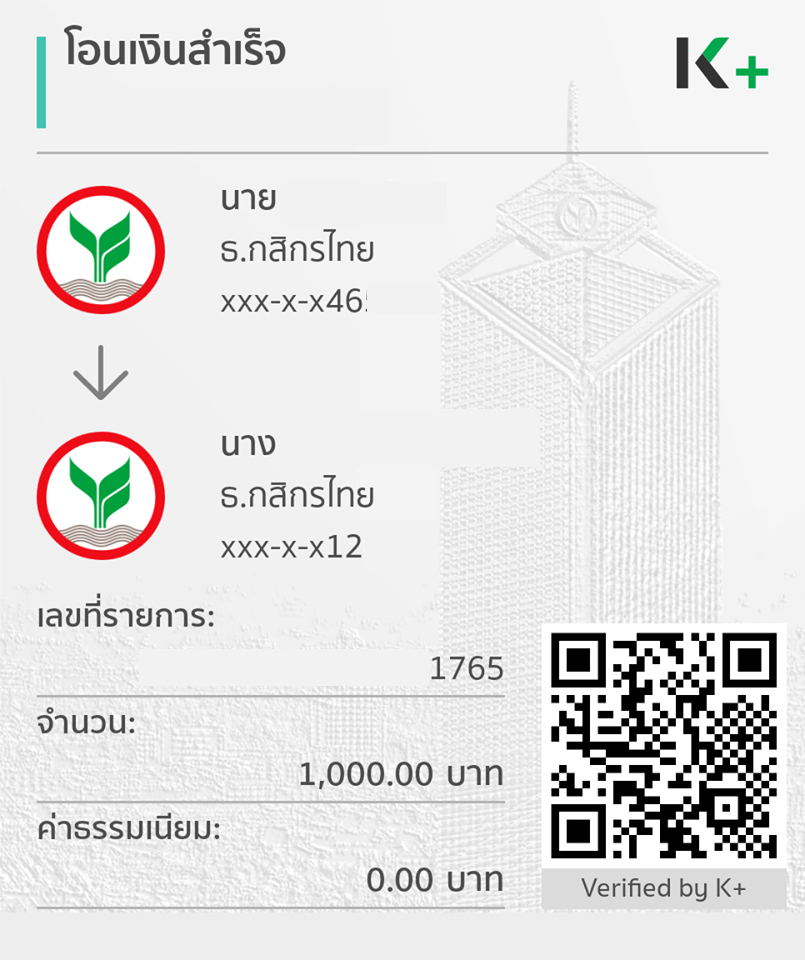 โอนเงินสำเร็จ
K+
นาย
ธ.กสิกรไทย
xxx-x-x46
นาง
ธ.กสิกรไทย
xxx-x-x12
เลขที่รายการ:
1765
จำนวน:
1,000.00 บาท
ค่าธรรมเนียม:
0.00 บาท
Verified by K+